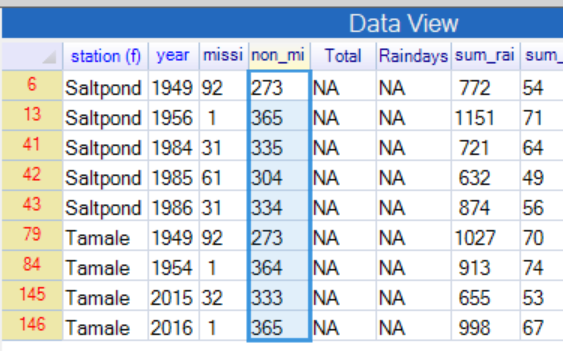 Data View
station (f) year missi non_mi Total Raindays sum_rai sum_
6 Saltpond 1949 92 273 NA NA 772 54
13 Saltpond 1956 1 365 NA NA 1151 71
41 Saltpond 1984 31 335 NA NA 721 64
42 Saltpond 1985 61 304 NA NA 632 49
43 Saltpond 1986 31 334 NA NA 874 56
79 Tamale 1949 92 273 NA NA 1027 70
84 Tamale 1954 1 364 NA NA 913 74
145 Tamale 2015 32 333 NA NA 655 53
146 Tamale 2016 1 365 NA NA 998 67